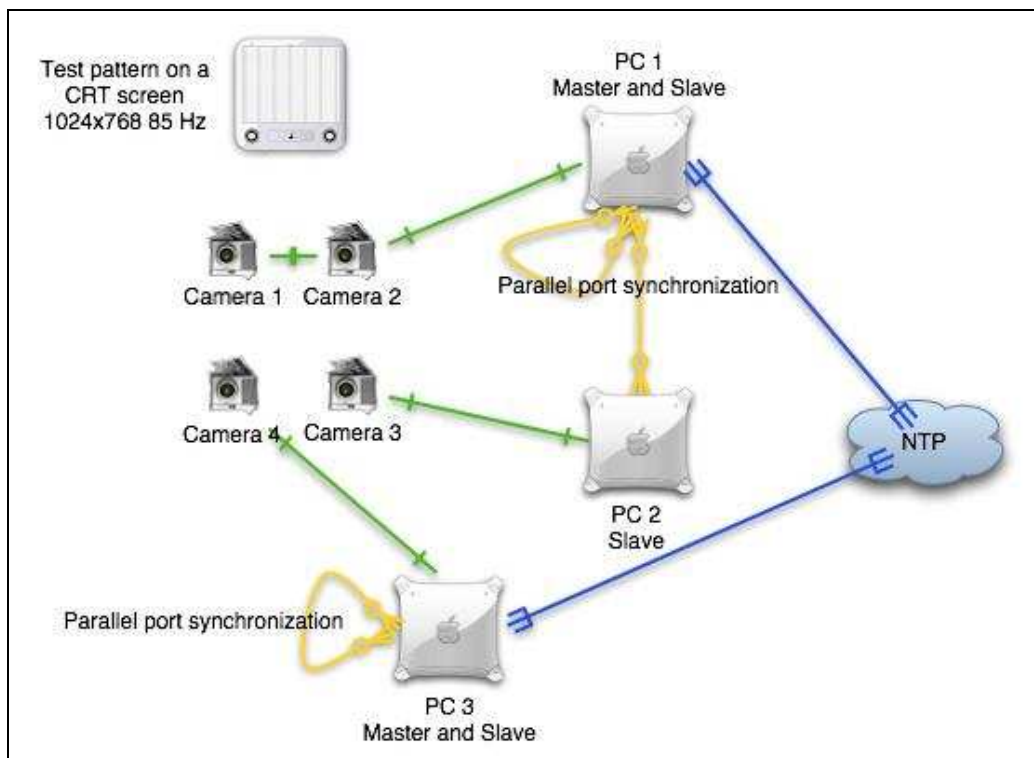 Test pattern on a
CRT screen
1024x768 85 Hz
PC 1
Master and Slave
Camera 1
Camera 2
Parallel port synchronization
Camera 4
Camera 3
NTP
PC 2
Slave
Parallel port synchronization
PC 3
Master and Slave